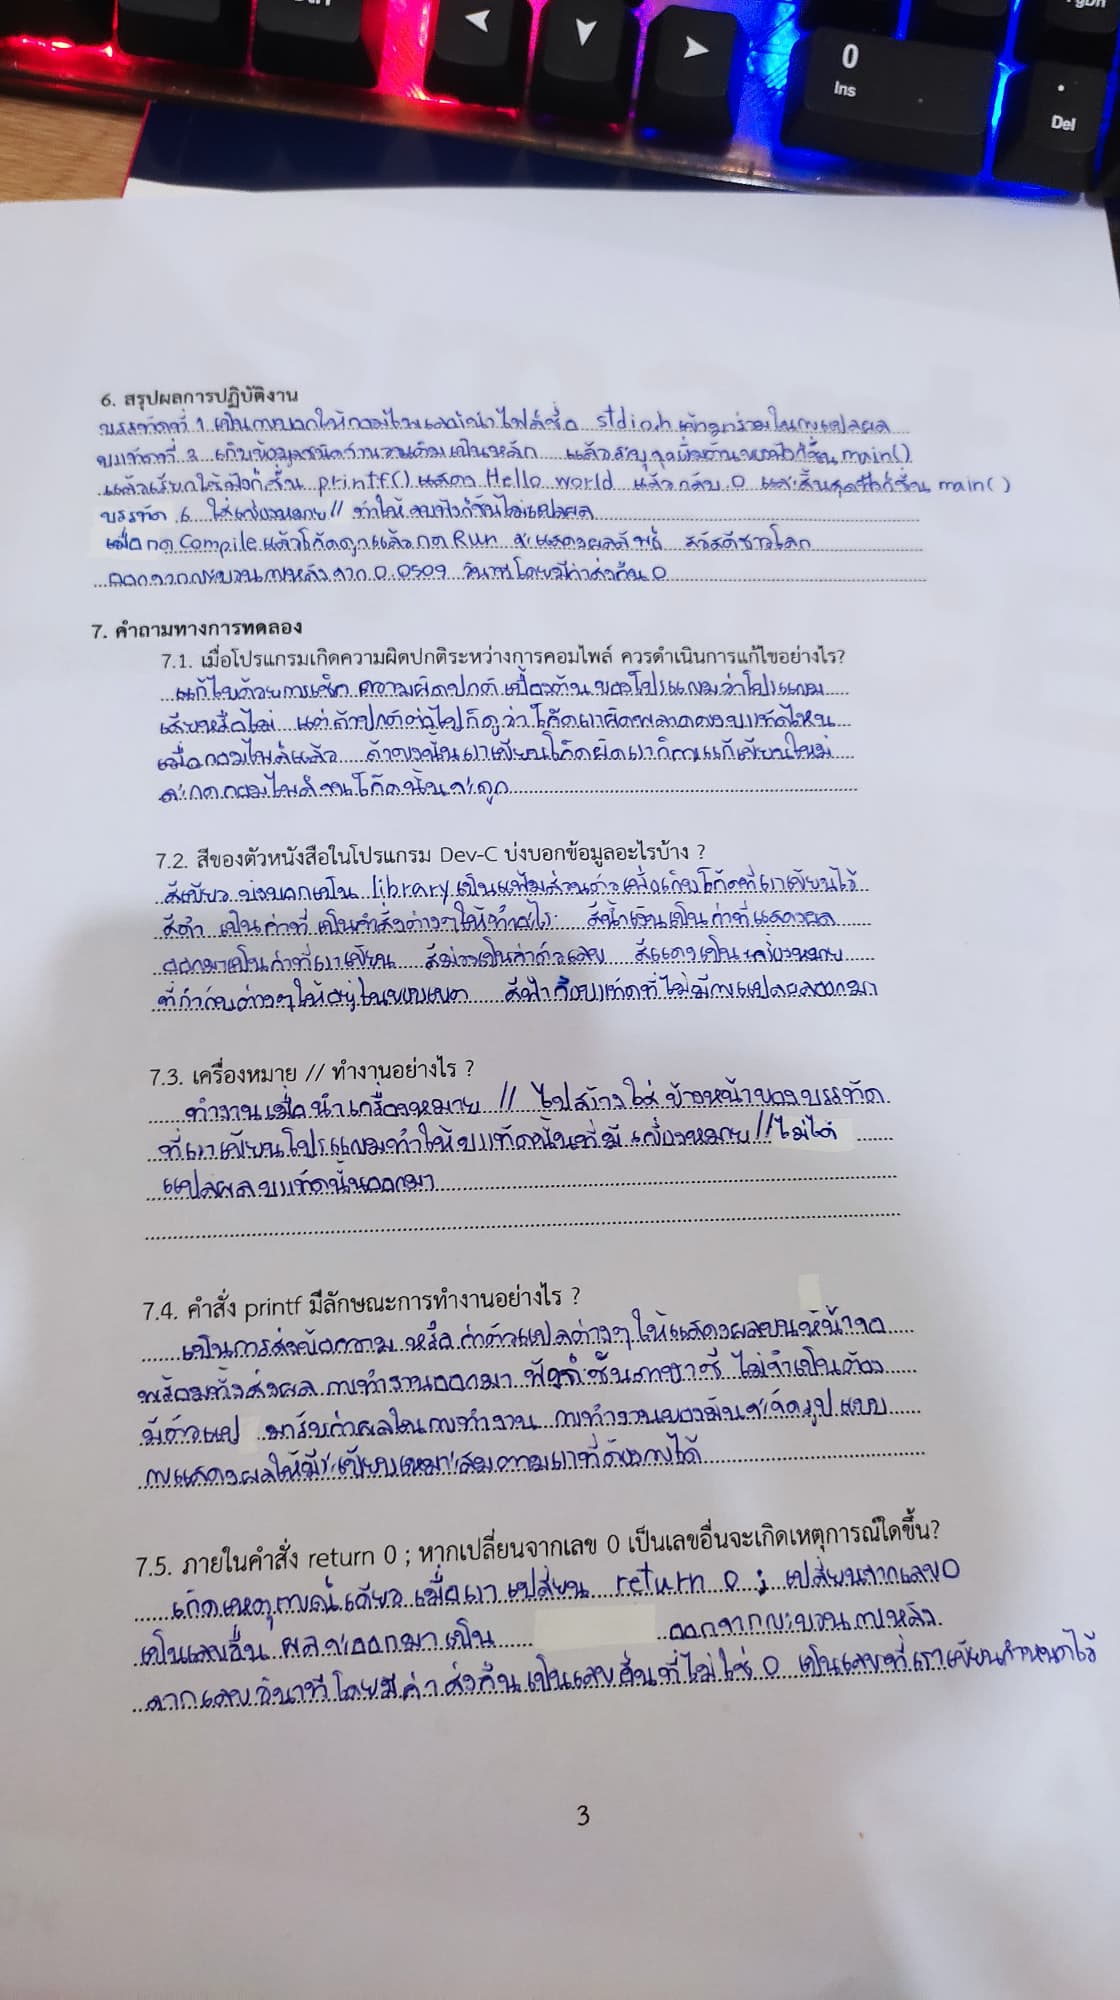 0
Ins
.
Del
6. สรุปผลการปฏิบัติงาน
บรรทัดที่ 1 เป็นการบอกให้คอมไพเลอร์นำไฟล์ชื่อ stdio.h เข้ามาร่วมในการแปลผล
บรรทัดที่ 2 เก็บข้อมูลชนิดจำนวนเต็มเป็นหลัก แล้วระบุจุดเริ่มต้นของฟังก์ชั่น main()
แล้วเรียกใช้ฟังก์ชั่น printf() แสดง Hello world แล้วกลับ 0 และสิ้นสุดฟังก์ชั่น main()
บรรทัด 6 ใส่เครื่องหมาย // ทำให้ ฟังก์ชันไม่แปลผล
เมื่อกด Compile แล้วโค้ดถูกแล้วกด Run จะแสดงผลลัพธ์ สวัสดีชาวโลก
ออกจากกระบวนการหลังจาก 0.0509 วินาทีโดยมีค่าส่งคืน 0
7. คำถามทางการทดลอง
7.1. เมื่อโปรแกรมเกิดความผิดปกติระหว่างการคอมไพล์ ควรดำเนินการแก้ไขอย่างไร?
แก้ไขด้วยการเช็ค ความผิดปกติ เบื้องต้น ของโปรแกรมว่าโปรแกรม
เสียหรือไม่ แต่ถ้าปกติต่อไปก็ดูว่าโค้ดเราผิดพลาดตรงบรรทัดไหน
เมื่อคอมไพล์แล้ว ถ้าตรงนั้นเราเขียนโค้ดผิดเราก็ควรแก้เขียนใหม่
จะกดคอมไพล์จนโค้ดนั้นจะถูก
7.2. สีของตัวหนังสือในโปรแกรม Dev-C บ่งบอกข้อมูลอะไรบ้าง ?
สีเขียว บ่งบอกเป็น library เป็นแฟ้มส่วนตัวเพื่อเก็บโค้ดที่เราเขียนไว้
สีดำ เป็นค่าที่ เป็นคำสั่งต่างๆให้ทำอะไร สีน้ำเงินเป็นค่าที่แสดงผล
ออกมาเป็นค่าที่เราเขียน สีม่วงเป็นค่าตัวเลข สีแดงเป็นเครื่องหมาย
ที่กำกับต่างๆให้อยู่ในขอบเขต สีฟ้าคือบรรทัดที่ไม่มีการแปลผลออกมา
7.3. เครื่องหมาย // ทำงานอย่างไร ?
ทำงานเมื่อนำเครื่องหมาย // ไปสร้างใส่ ข้างหน้าของบรรทัด
ที่เราเขียนโปรแกรมทำให้บรรทัดนั้นที่มี เครื่องหมาย // ไม่ได้
แปลผลบรรทัดนั้นออกมา
7.4. คำสั่ง printf มีลักษณะการทำงานอย่างไร ?
เป็นการส่งข้อความ หรือ ค่าตัวแปลต่างๆ ให้แสดงผลบนหน้าจอ
พร้อมทั้งส่งผล การทำงานออกมา ฟังก์ชันภาษาซี ไม่จำเป็นต้อง
มีตัวแป มารับค่าผลในการทำงาน การทำงานของมันจะจัดรูปแบบ
การแสดงผลให้มีระเบียบเหมาะสมตามเราที่ต้องการได้
7.5. ภายในคำสั่ง return 0 ; หากเปลี่ยนจากเลข 0 เป็นเลขอื่นจะเกิดเหตุการณ์ใดขึ้น?
เกิดเหตุการณ์เดียว เมื่อเรา เปลี่ยน return 0 ; เปลี่ยนจากเลข 0
เป็นเลขอื่น ผลจะออกมาเป็น ออกจากกระบวนการหลัง
จากเลขวินาทีโดยมีค่าส่งคืนเป็นเลขอื่นที่ไม่ใช่ 0 เป็นเลขที่เราเขียนกำหนดไว้
3